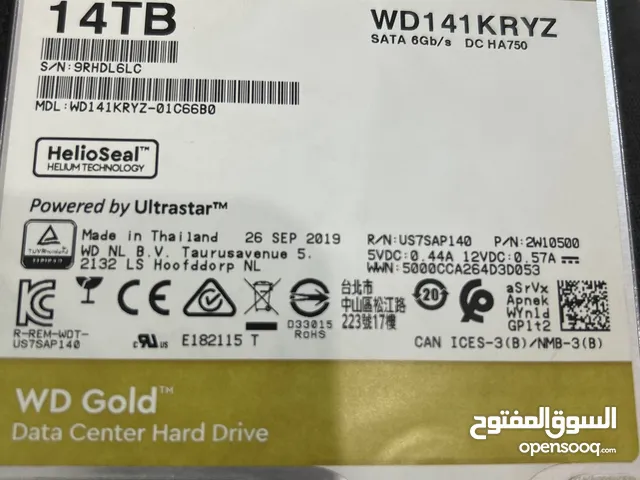 14TB
WD141KRYZ
SATA 6Gb/s DC HA750
S/N:9RHDL6LC
MDL:WD141KRYZ-01C66B0
HelioSeal™
HELIUM TECHNOLOGY
Powered by Ultrastar™
Made in Thailand 26 SEP 2019
WD NL B.V. Taurusavenue 5.
2132 LS Hoofddorp NL
R/N:US7SAP140 P/N:2W10500
5VDC:0.44A 12VDC:0.57A
WWN:5000CCA264D3D053
R-REM-WDT-
US7SAP140
E182115 T
D33015
RoHS
台北市
中山區松江路
223號17樓
20
aSrVx
Apnek
WYnld
GP1t2
CAN ICES-3(B)/NMB-3(B)
WD Gold™
Data Center Hard Drive
السوق المفتوح
opensooq.com